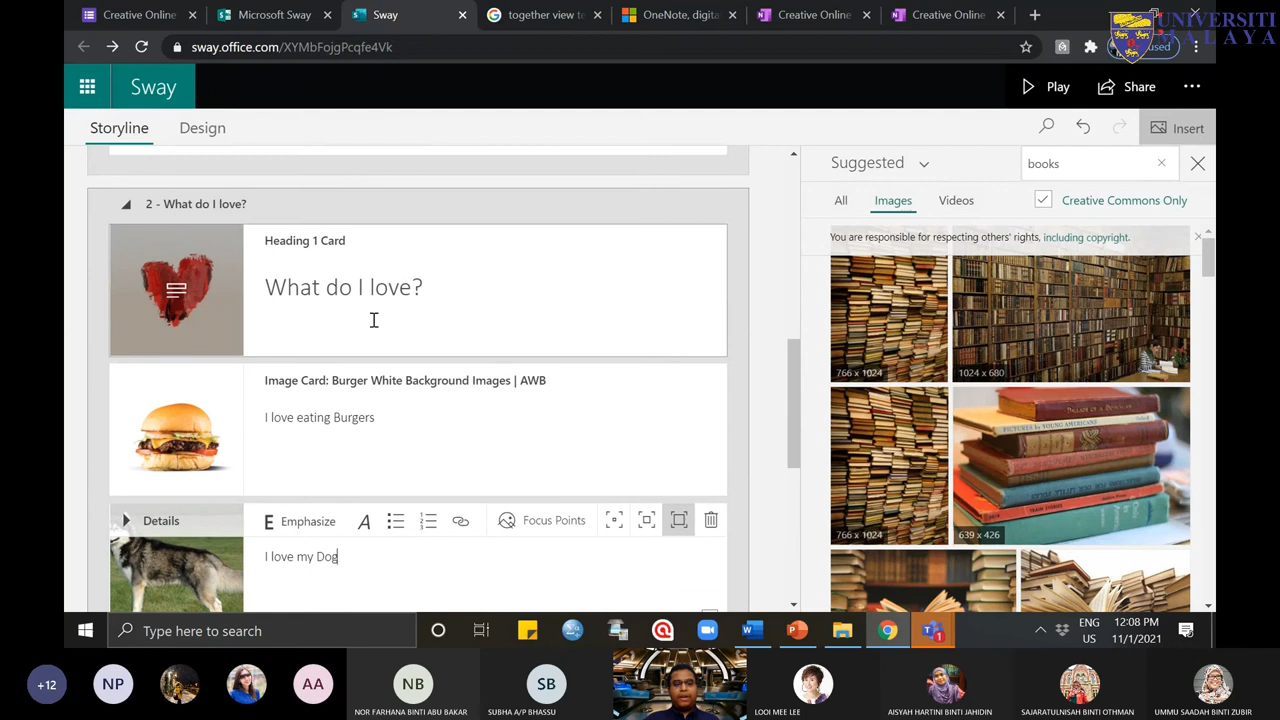 Creative Online
Microsoft Sway
Sway
together view te
OneNote, digita
Creative Online
Creative Online
UNIVERSITI
MALAYA
sway.office.com/XYMbFojgPcqfe4Vk
Sway
Play
Share
Storyline
Design
Insert
Suggested
books
2 - What do I love?
All
Images
Videos
Creative Commons Only
Heading 1 Card
You are responsible for respecting others' rights, including copyright.
What do I love?
766 x 1024
1024 x 680
Image Card: Burger White Background Images | AWB
I love eating Burgers
Details
E Emphasize
A
Focus Points
766 x 1024
639 x 426
I love my Dog
Type here to search
ENG
US
12:08 PM
11/1/2021
+12
NP
AA
NB
SB
NOR FARHANA BINTI ABU BAKAR
SUBHA A/P BHASSU
LOOI MEE LEE
AISYAH HARTINI BINTI JAHIDIN
SAJARATULNISAH BINTI OTHMAN
UMMU SAADAH BINTI ZUBIR